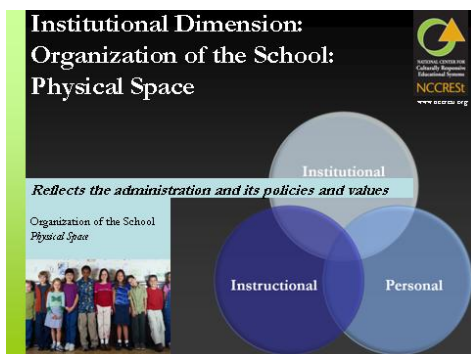 Institutional Dimension:
Organization of the School:
Physical Space
NATIONAL CENTER FOR
Culturally Responsive
Educational Systems
NCCRESt
www.nccrest.org
Institutional
Reflects the administration and its policies and values
Organization of the School
Physical Space
Instructional
Personal